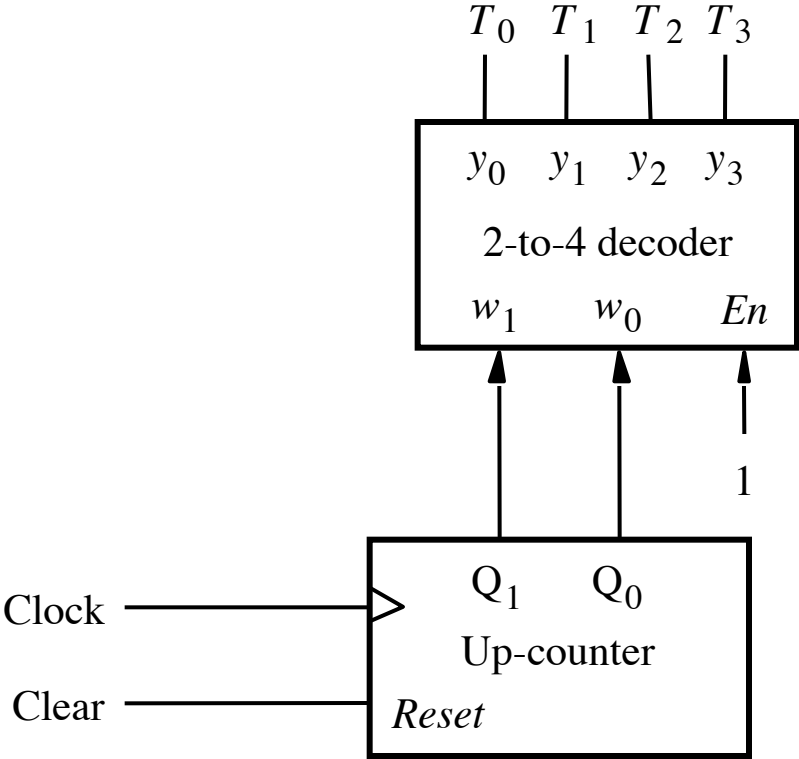 T0 T1 T2 T3
y0 y1 y2 y3
2-to-4 decoder
w1 w0 En
1
Q1 Q0
Clock
Up-counter
Clear Reset